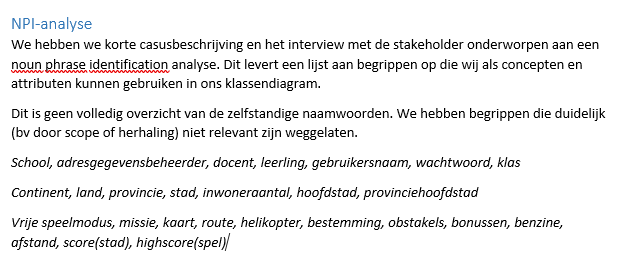 NPI-analyse
We hebben we korte casusbeschrijving en het interview met de stakeholder onderworpen aan een
noun phrase identification analyse. Dit levert een lijst aan begrippen op die wij als concepten en
attributen kunnen gebruiken in ons klassendiagram.
Dit is geen volledig overzicht van de zelfstandige naamwoorden. We hebben begrippen die duidelijk
(bv door scope of herhaling) niet relevant zijn weggelaten.
School, adresgegevensbeheerder, docent, leerling, gebruikersnaam, wachtwoord, klas
Continent, land, provincie, stad, inwoneraantal, hoofdstad, provinciehoofdstad
Vrije speelmodus, missie, kaart, route, helikopter, bestemming, obstakels, bonussen, benzine,
afstand, score(stad), highscore(spel)